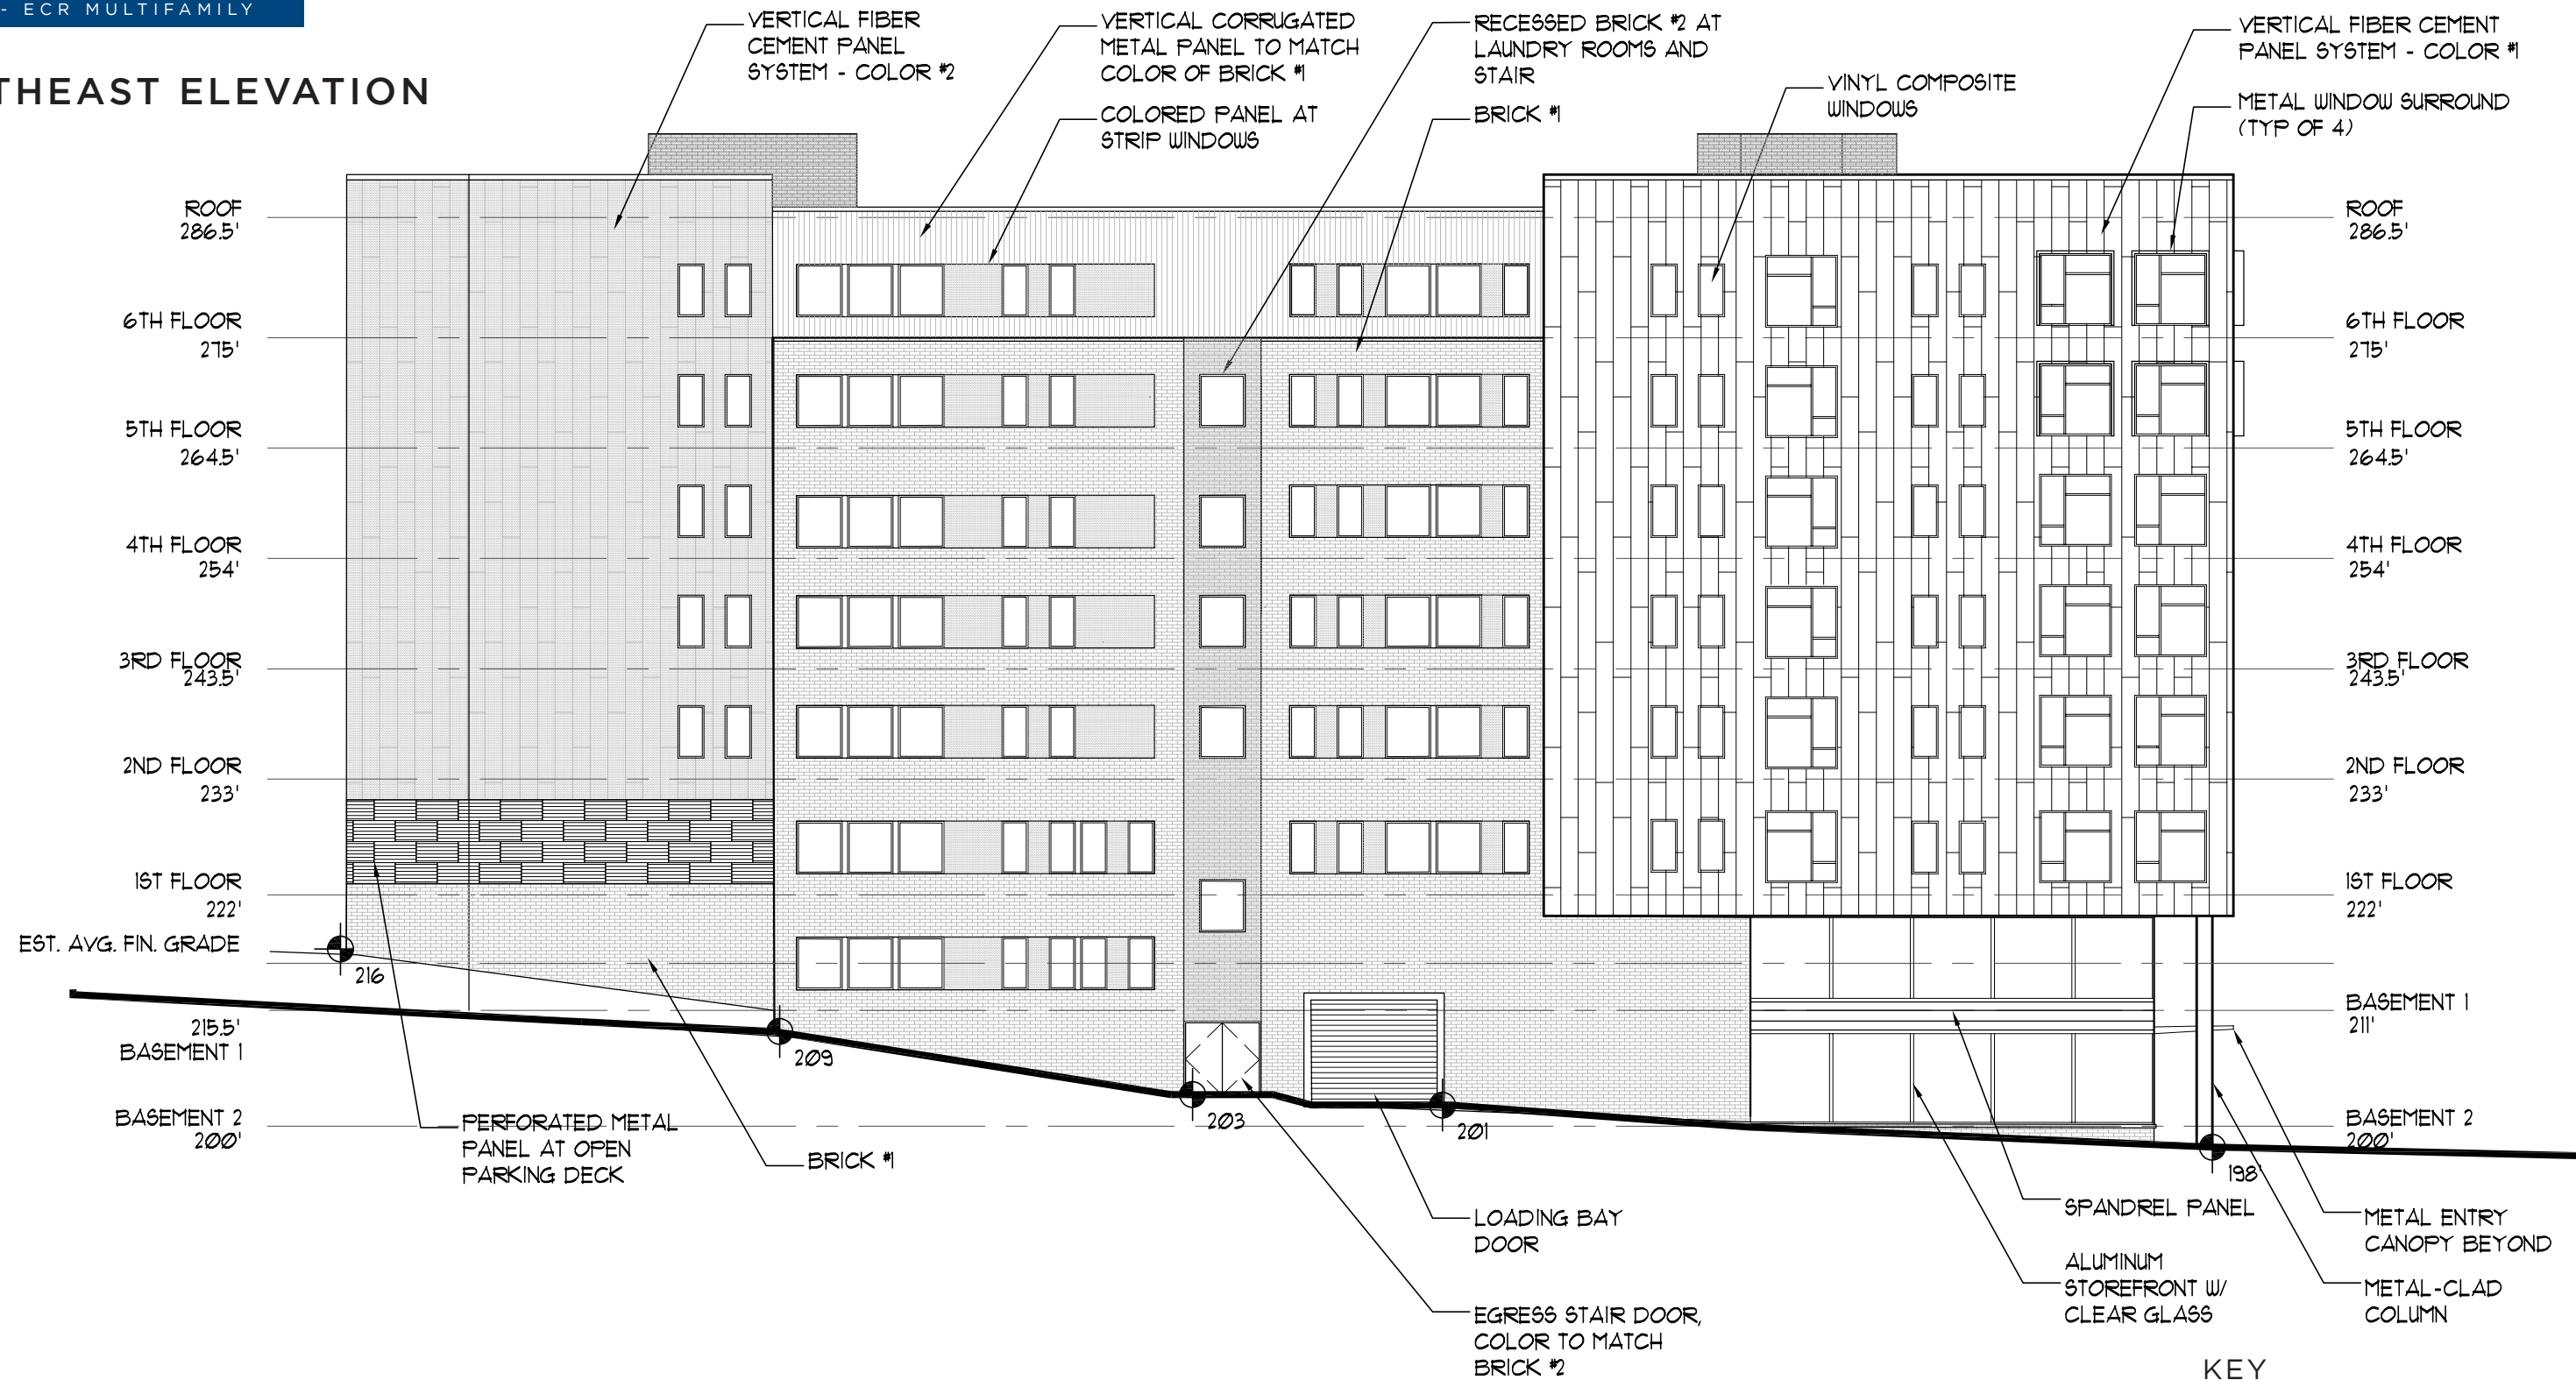 - ECR MULTIFAMILY
THEAST ELEVATION
VERTICAL FIBER
CEMENT PANEL
SYSTEM - COLOR #2
VERTICAL CORRUGATED
METAL PANEL TO MATCH
COLOR OF BRICK #1
COLORED PANEL AT
STRIP WINDOWS
RECESSED BRICK #2 AT
LAUNDRY ROOMS AND
STAIR
BRICK #1
VINYL COMPOSITE
WINDOWS
VERTICAL FIBER CEMENT
PANEL SYSTEM - COLOR #1
METAL WINDOW SURROUND
(TYP OF 4)
ROOF
286.5'
6TH FLOOR
275'
5TH FLOOR
264.5'
4TH FLOOR
254'
3RD FLOOR
243.5'
2ND FLOOR
233'
1ST FLOOR
222'
EST. AVG. FIN. GRADE
216
215.5'
BASEMENT 1
BASEMENT 2
200'
ROOF
286.5'
6TH FLOOR
275'
5TH FLOOR
264.5'
4TH FLOOR
254'
3RD FLOOR
243.5'
2ND FLOOR
233'
1ST FLOOR
222'
BASEMENT 1
211'
BASEMENT 2
200'
209
203
201
198'
PERFORATED METAL
PANEL AT OPEN
PARKING DECK
BRICK #1
LOADING BAY
DOOR
EGRESS STAIR DOOR,
COLOR TO MATCH
BRICK #2
SPANDREL PANEL
ALUMINUM
STOREFRONT W/
CLEAR GLASS
METAL ENTRY
CANOPY BEYOND
METAL-CLAD
COLUMN
KEY